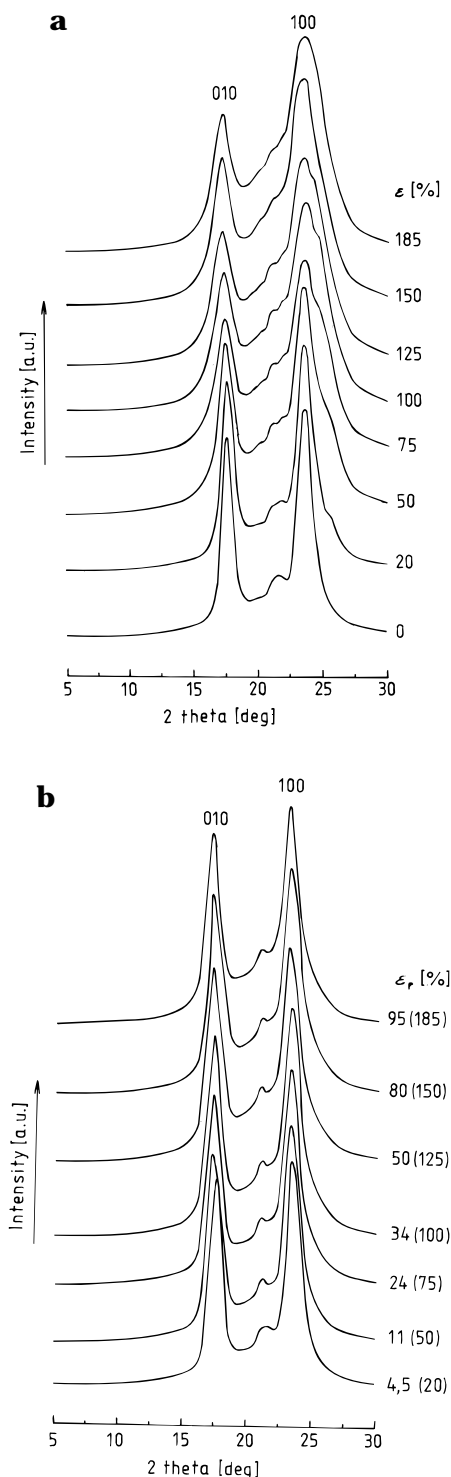 a
100
010
ε [%]
185
150
125
100
75
50
20
0
Intensity [a.u.]
5 10 15 20 25 30
2 theta [deg]
b
100
010
εr [%]
95 (185)
80 (150)
50 (125)
34 (100)
24 (75)
11 (50)
4,5 (20)
Intensity [a.u.]
5 10 15 20 25 30
2 theta [deg]